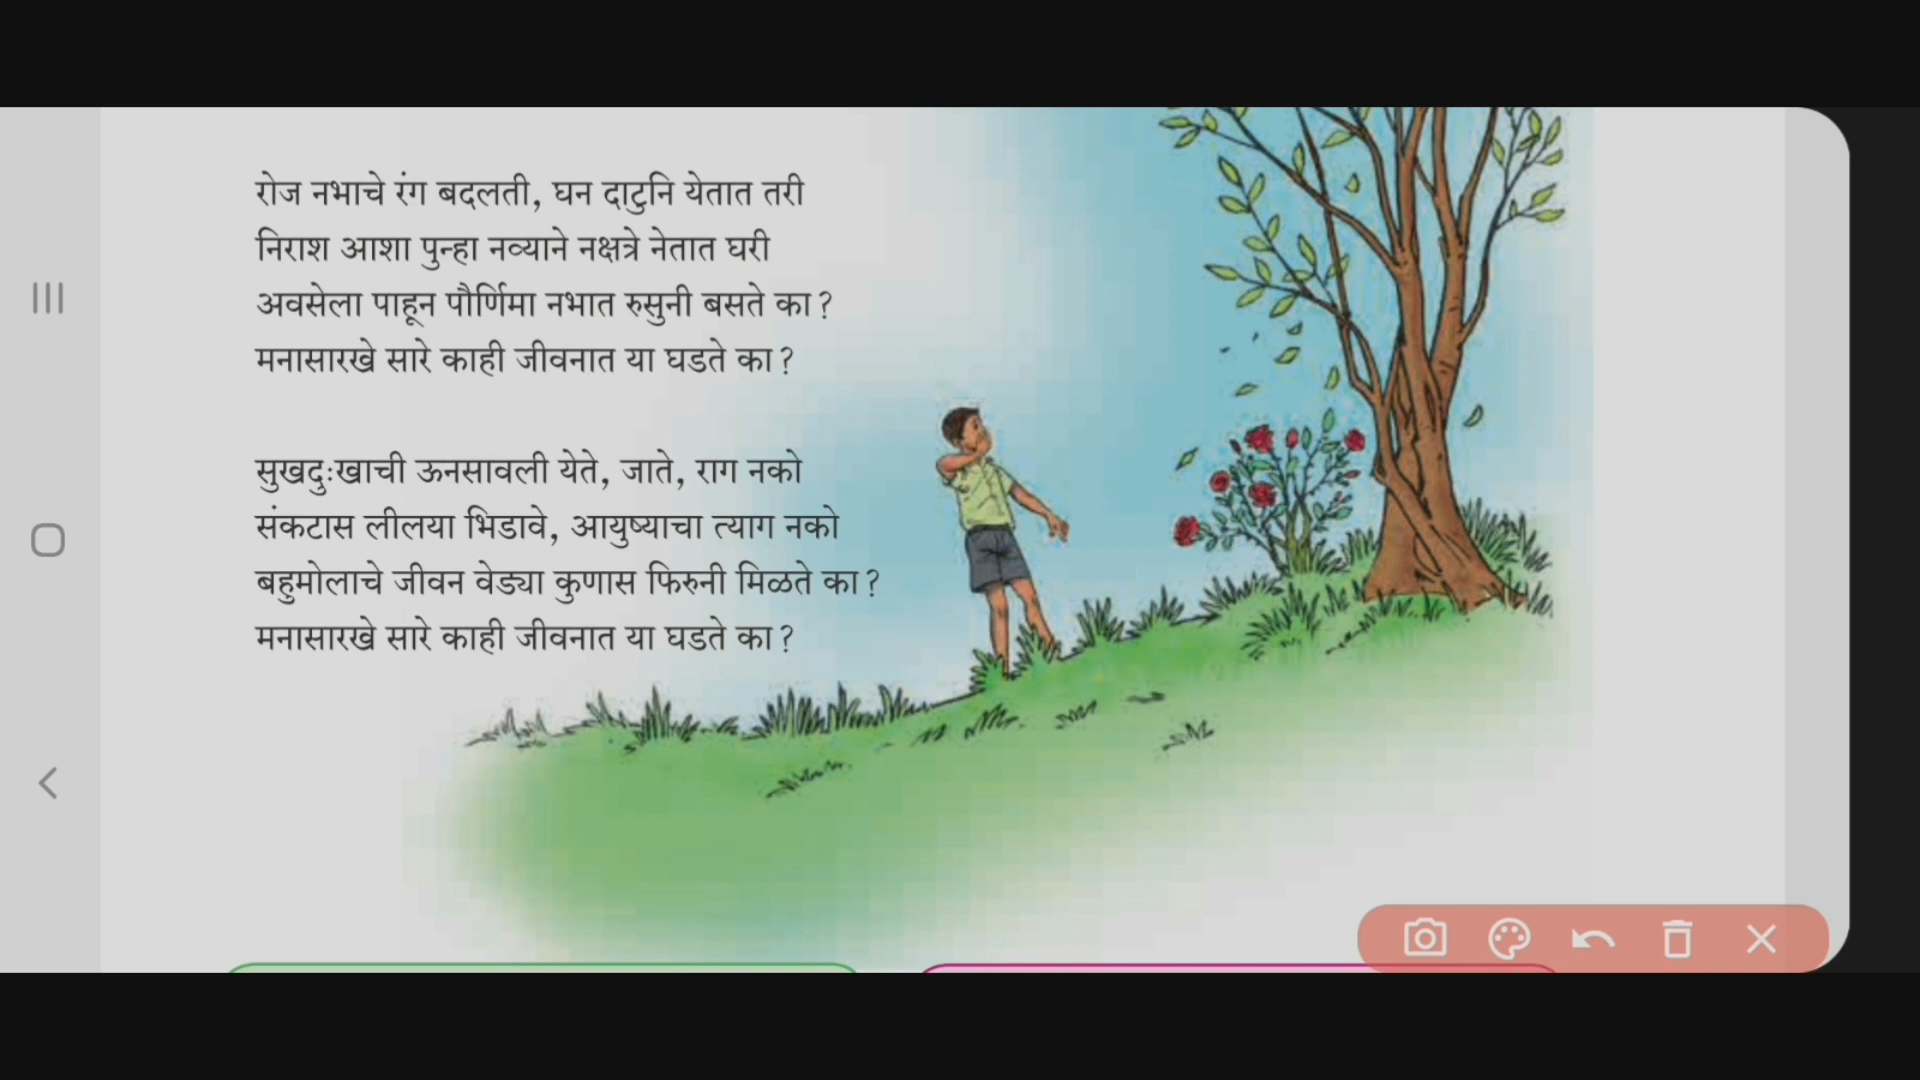 रोज नभाचे रंग बदलती, घन दाटुनि येतात तरी
निराश आशा पुन्हा नव्याने नक्षत्रे नेतात घरी
अवसेला पाहून पौर्णिमा नभात रुसुनी बसते का?
मनासारखे सारे काही जीवनात या घडते का?
सुखदुःखाची ऊनसावली येते, जाते, राग नको
संकटास लीलया भिडावे, आयुष्याचा त्याग नको
बहुमोलाचे जीवन वेड्या कुणास फिरुनी मिळते का?
मनासारखे सारे काही जीवनात या घडते का?